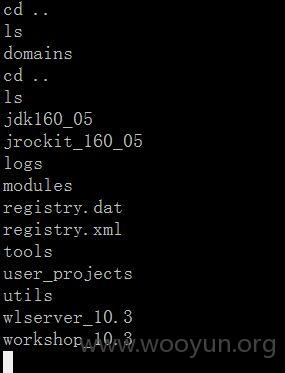 cd ..
ls
domains
cd ..
ls
jdk160_05
jrockit_160_05
logs
modules
registry.dat
registry.xml
tools
user_projects
utils
wlserver_10.3
workshop_10.3
www.wooyun.org